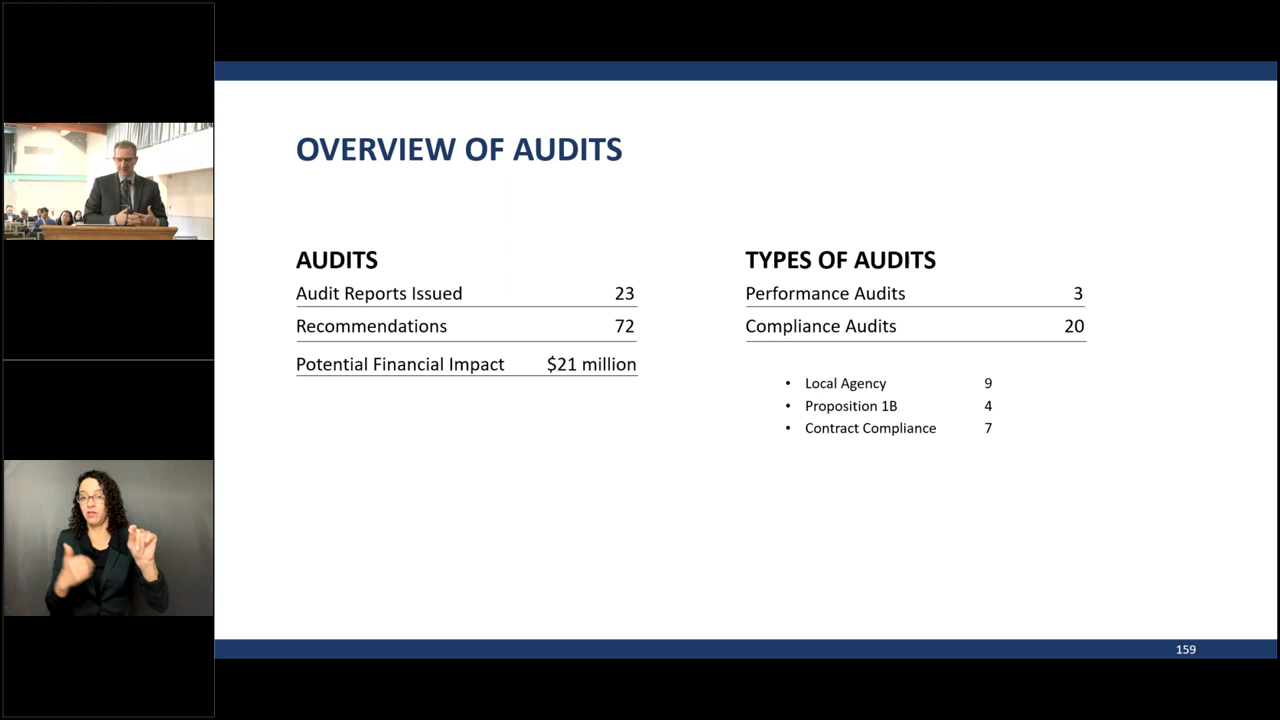 OVERVIEW OF AUDITS
AUDITS
Audit Reports Issued 23
Recommendations 72
Potential Financial Impact $21 million
TYPES OF AUDITS
Performance Audits 3
Compliance Audits 20
• Local Agency 9
• Proposition 1B 4
• Contract Compliance 7
159